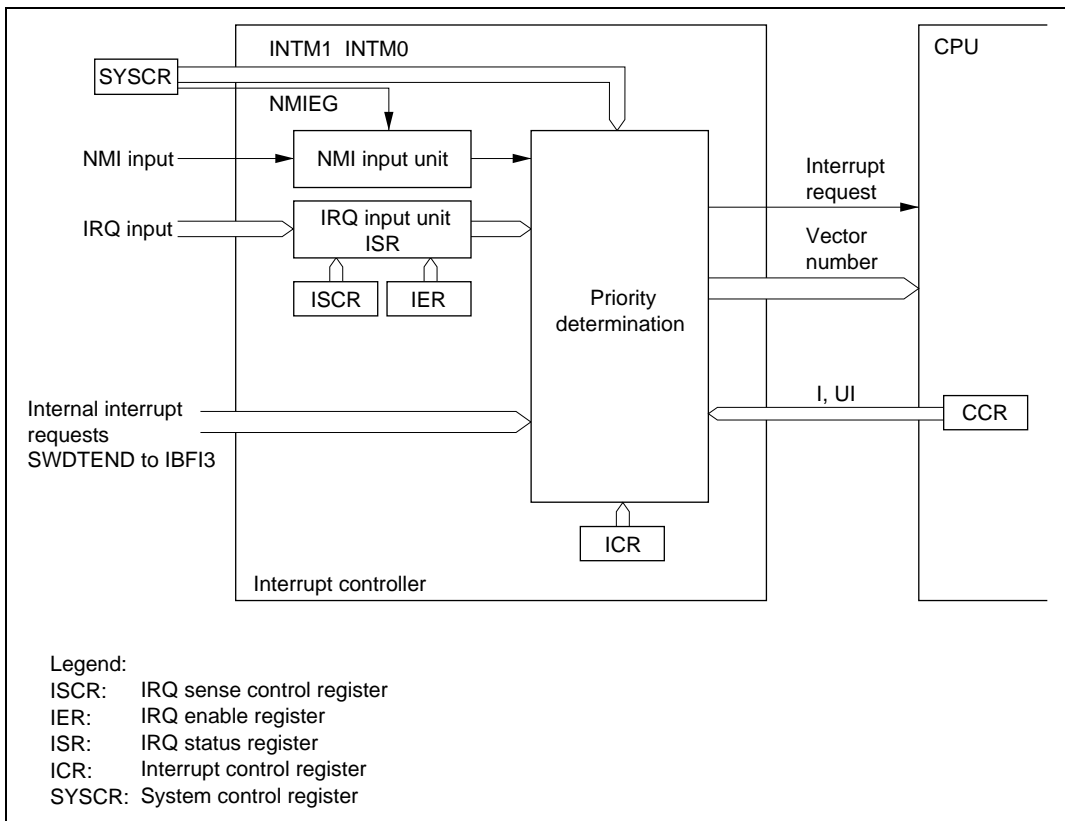 INTM1 INTM0
CPU
SYSCR
NMIEG
NMI input
NMI input unit
IRQ input
IRQ input unit
ISR
ISCR
IER
Priority
determination
Interrupt
request
Vector
number
Internal interrupt
requests
SWDTEND to IBFI3
I, UI
CCR
ICR
Interrupt controller
Legend:
ISCR: IRQ sense control register
IER: IRQ enable register
ISR: IRQ status register
ICR: Interrupt control register
SYSCR: System control register